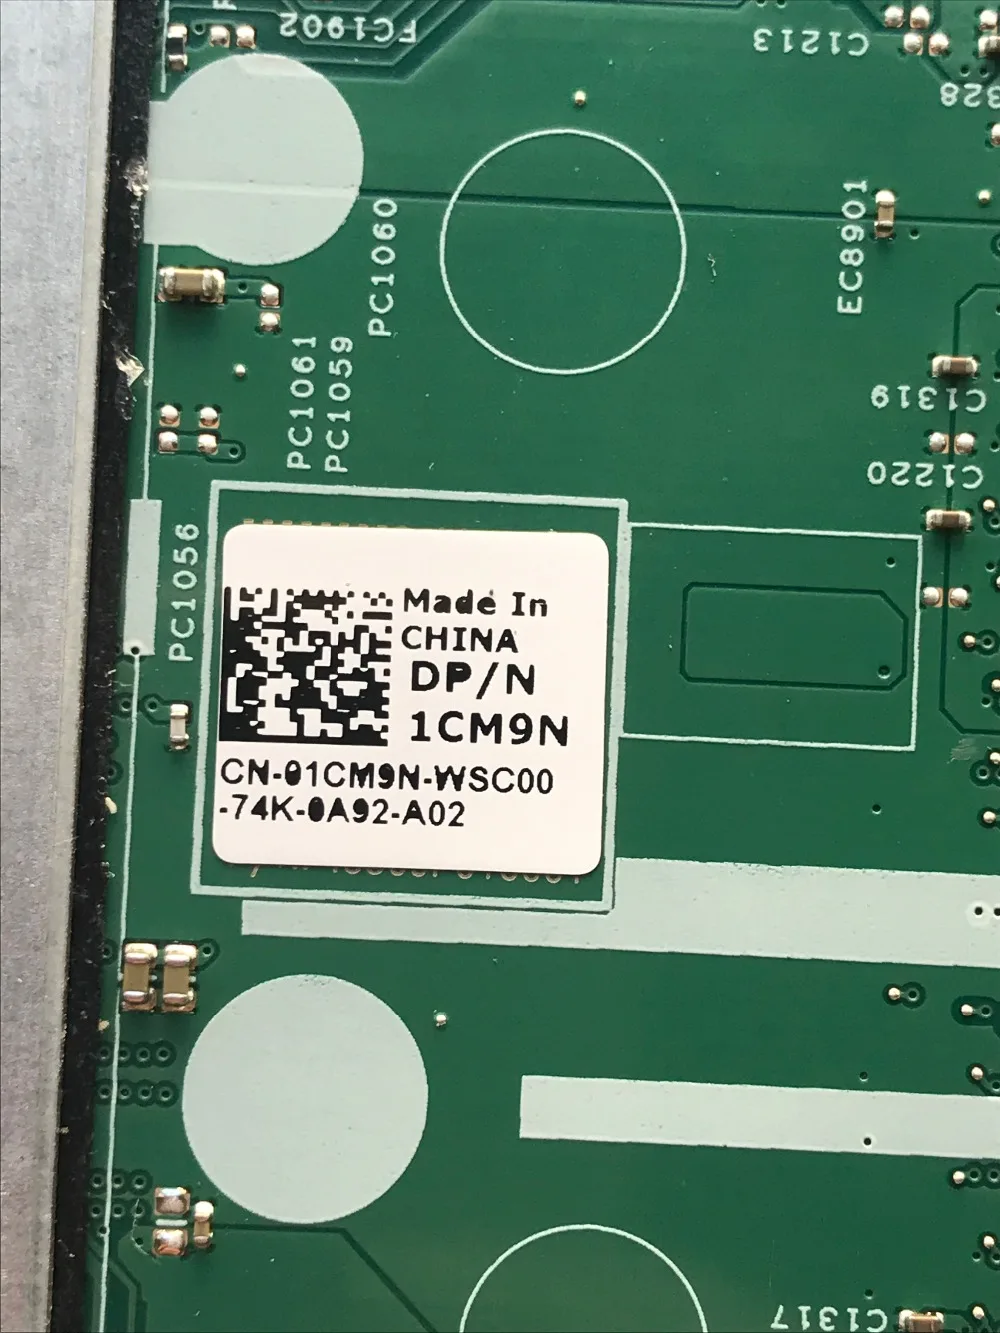 FC1902
C1213
328
PC1060
EC8901
PC1061
PC1059
C1319
C1220
PC1056
Made In
CHINA
DP/N
1CM9N
CN-01CM9N-WSC00
-74K-0A92-A02
C1317